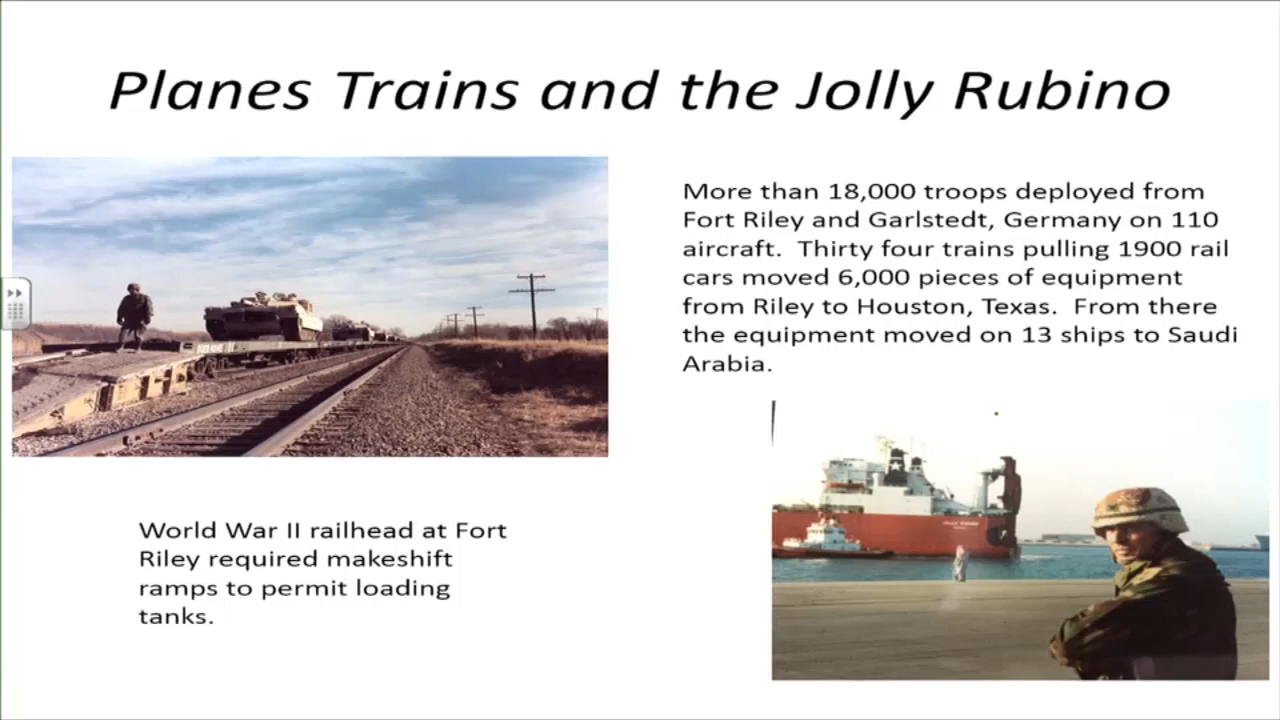 Planes Trains and the Jolly Rubino
More than 18,000 troops deployed from
Fort Riley and Garlstedt, Germany on 110
aircraft.  Thirty four trains pulling 1900 rail
cars moved 6,000 pieces of equipment
from Riley to Houston, Texas.  From there
the equipment moved on 13 ships to Saudi
Arabia.
World War II railhead at Fort
Riley required makeshift
ramps to permit loading
tanks.